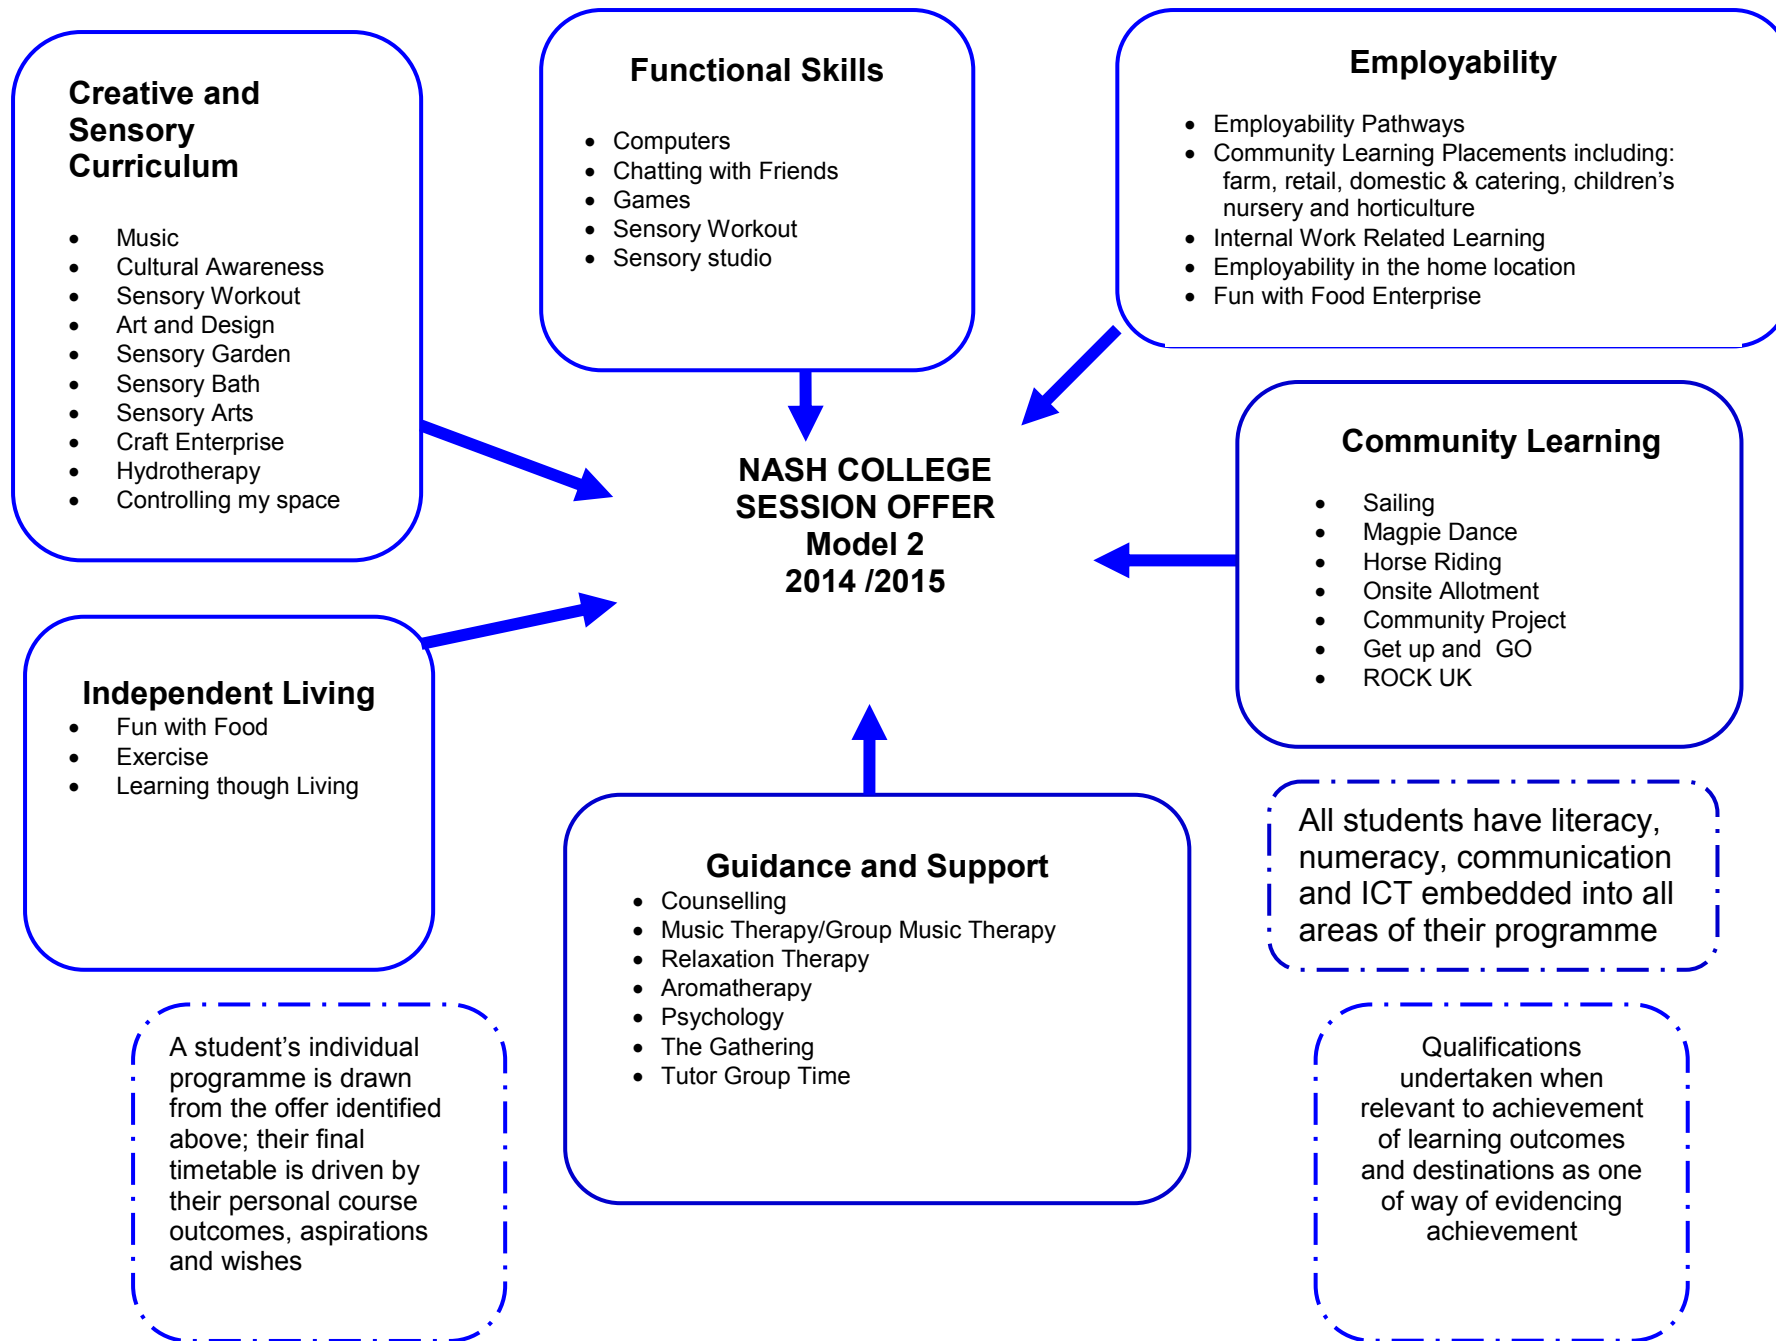 Creative and
Sensory
Curriculum
• Music
• Cultural Awareness
• Sensory Workout
• Art and Design
• Sensory Garden
• Sensory Bath
• Sensory Arts
• Craft Enterprise
• Hydrotherapy
• Controlling my space
Functional Skills
• Computers
• Chatting with Friends
• Games
• Sensory Workout
• Sensory studio
Employability
• Employability Pathways
• Community Learning Placements including:
farm, retail, domestic & catering, children’s
nursery and horticulture
• Internal Work Related Learning
• Employability in the home location
• Fun with Food Enterprise
NASH COLLEGE
SESSION OFFER
Model 2
2014 /2015
Community Learning
• Sailing
• Magpie Dance
• Horse Riding
• Onsite Allotment
• Community Project
• Get up and GO
• ROCK UK
Independent Living
• Fun with Food
• Exercise
• Learning though Living
Guidance and Support
• Counselling
• Music Therapy/Group Music Therapy
• Relaxation Therapy
• Aromatherapy
• Psychology
• The Gathering
• Tutor Group Time
All students have literacy,
numeracy, communication
and ICT embedded into all
areas of their programme
A student’s individual
programme is drawn
from the offer identified
above; their final
timetable is driven by
their personal course
outcomes, aspirations
and wishes
Qualifications
undertaken when
relevant to achievement
of learning outcomes
and destinations as one
of way of evidencing
achievement